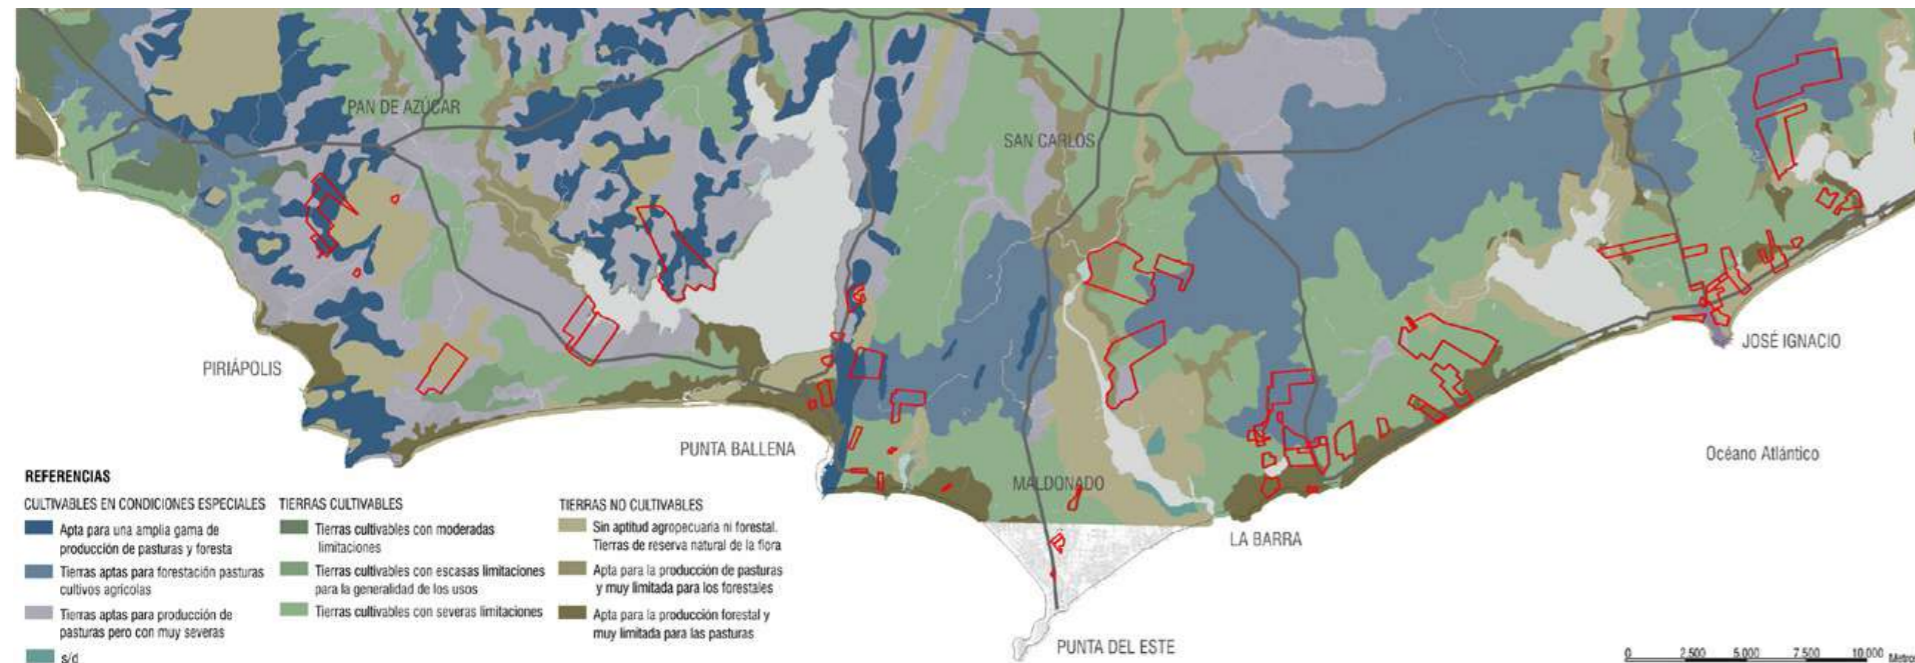 PAN DE AZÚCAR
SAN CARLOS
PIRIÁPOLIS
JOSÉ IGNACIO
PUNTA BALLENA
Océano Atlántico
MALDONADO
LA BARRA
PUNTA DEL ESTE
REFERENCIAS
CULTIVABLES EN CONDICIONES ESPECIALES
Apta para una amplia gama de
producción de pasturas y foresta
Tierras aptas para forestación pasturas
cultivos agrícolas
Tierras aptas para producción de
pasturas pero con muy severas
s/d
TIERRAS CULTIVABLES
Tierras cultivables con moderadas
limitaciones
Tierras cultivables con escasas limitaciones
para la generalidad de los usos
Tierras cultivables con severas limitaciones
TIERRAS NO CULTIVABLES
Sin aptitud agropecuaria ni forestal.
Tierras de reserva natural de la flora
Apta para la producción de pasturas
y muy limitada para los forestales
Apta para la producción forestal y
muy limitada para las pasturas
0 2.500 5.000 7.500 10.000 Metros